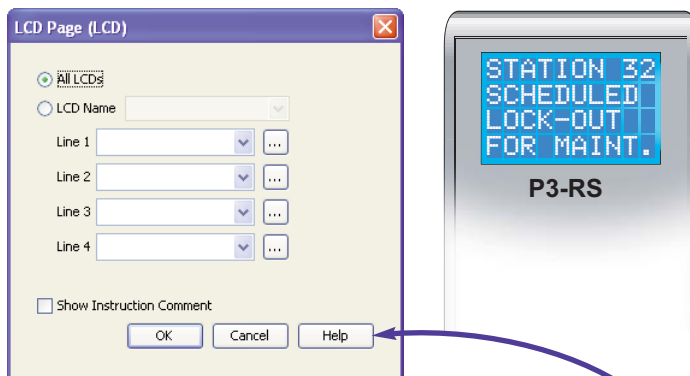 LCD Page (LCD)
All LCDs
LCD Name
Line 1 ...
Line 2 ...
Line 3 ...
Line 4 ...
Show Instruction Comment
OK Cancel Help
STATION 32
SCHEDULED
LOCK-OUT
FOR MAINT.
P3-RS